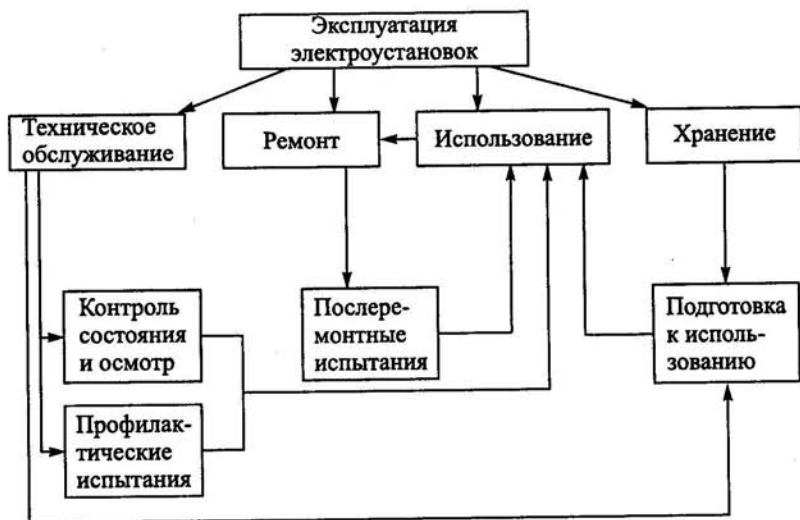 Эксплуатация
электроустановок
Техническое
обслуживание
Ремонт
Использование
Хранение
Контроль
состояния
и осмотр
Послере-
монтные
испытания
Подготовка
к исполь-
зованию
Профилак-
тические
испытания